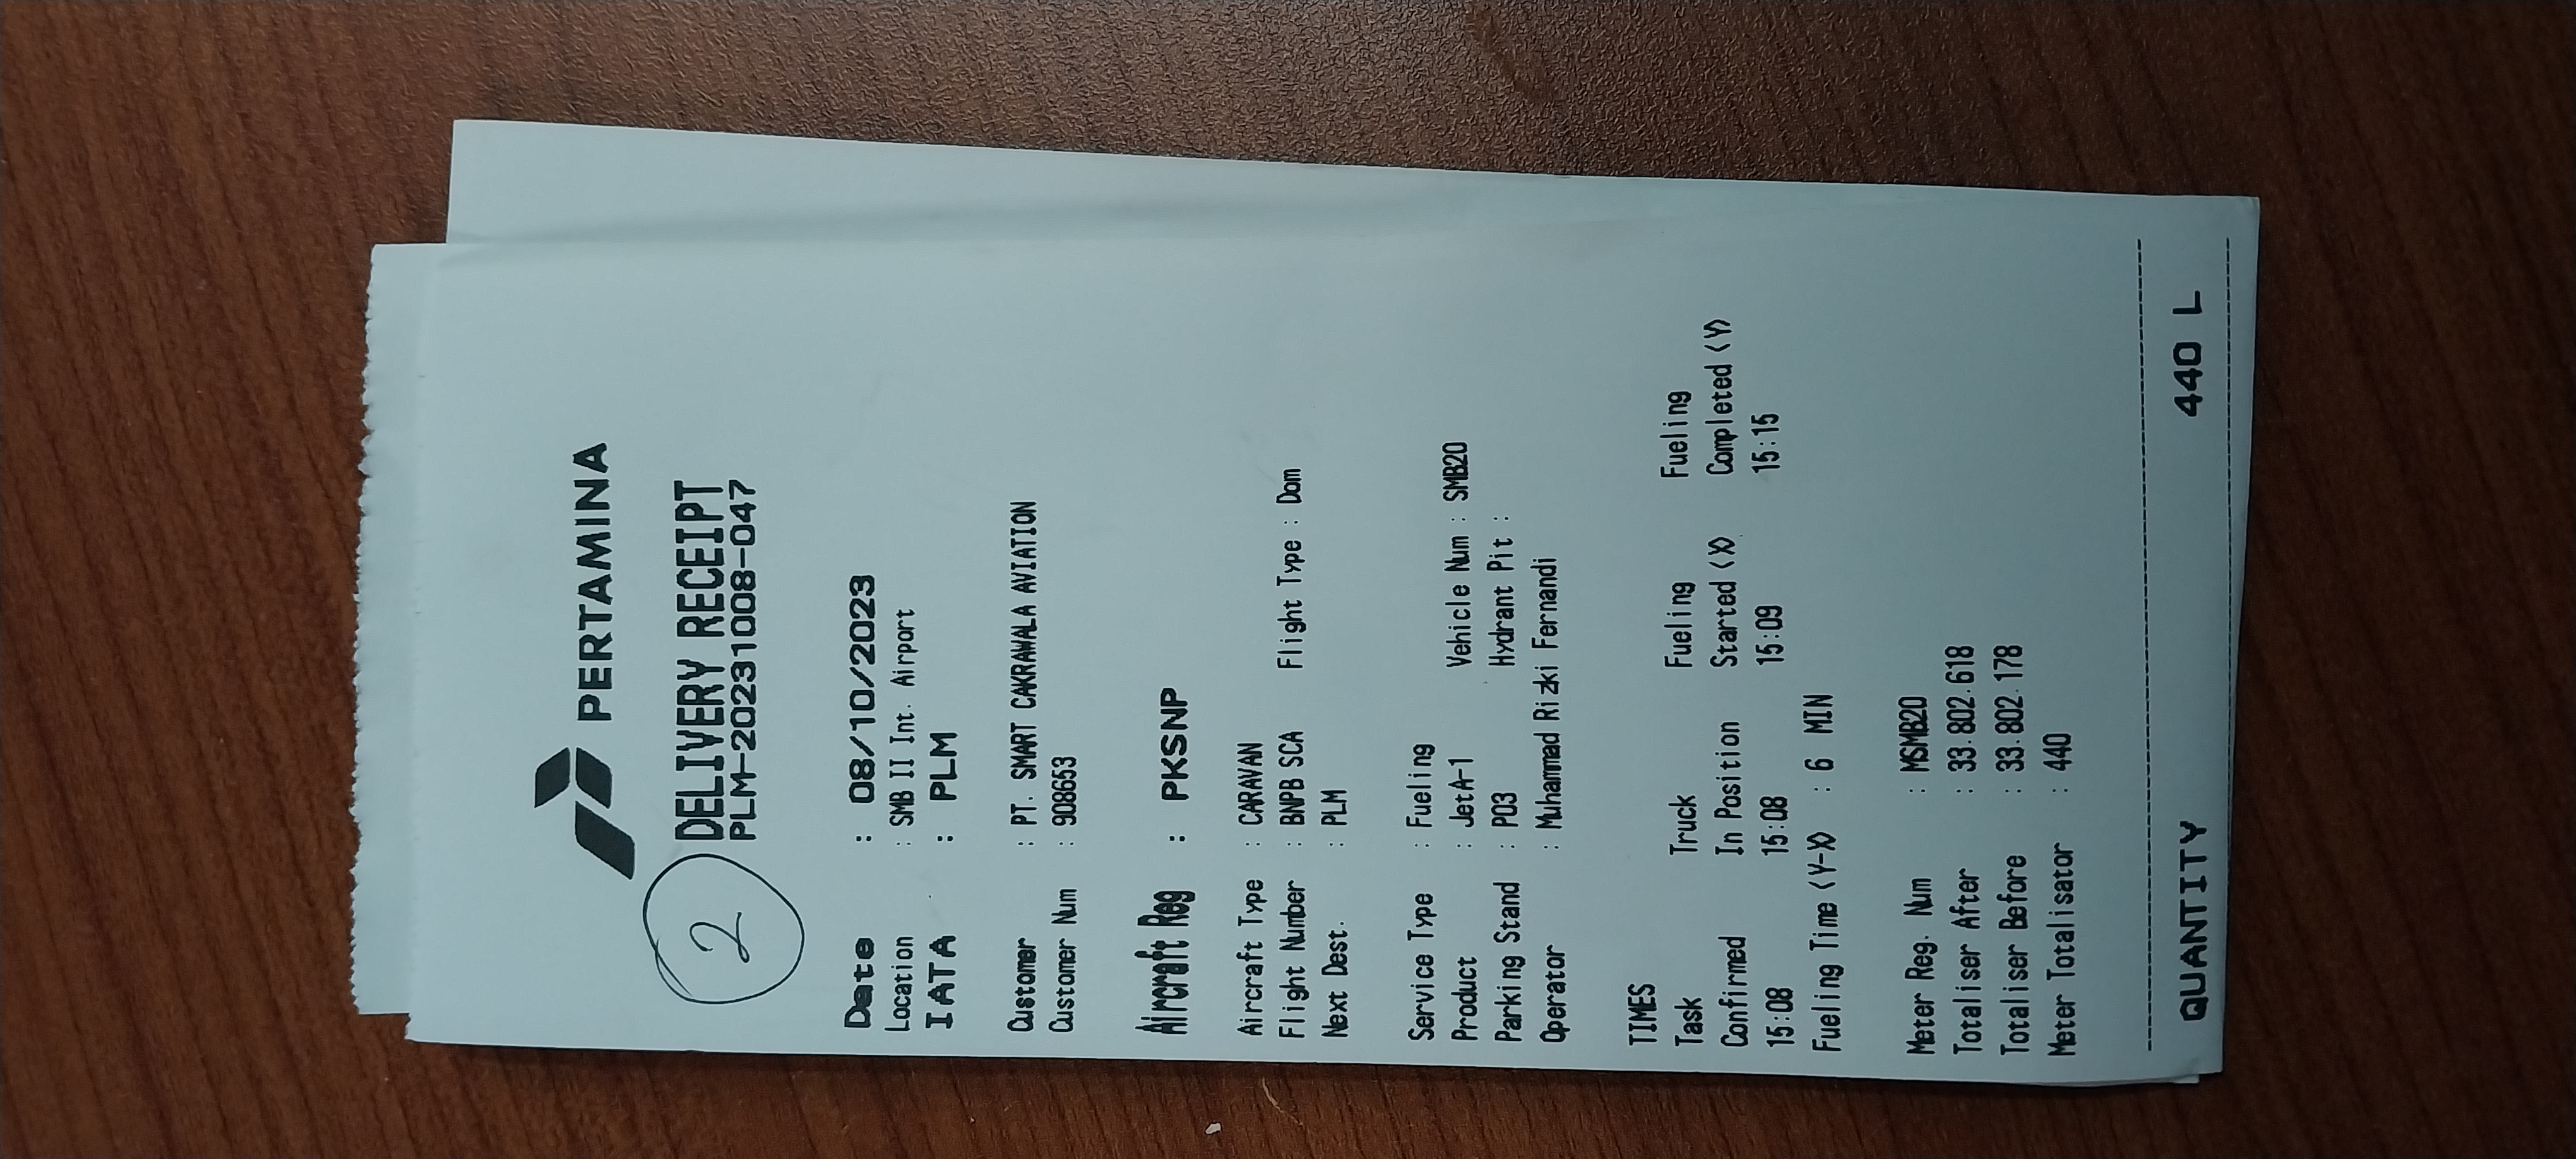 PERTAMINA
2
DELIVERY RECEIPT
PLM-20231008-047
Date : 08/10/2023
Location : SMB II Int. Airport
IATA : PLM
Customer : PT. SMART CAKRAWALA AVIATION
Customer Num : 908653
Aircraft Reg : PKSNP
Aircraft Type : CARAVAN
Flight Number : BNPB SCA Flight Type : Dom
Next Dest. : PLM
Service Type : Fueling
Product : JetA-1 Vehicle Num : SMB20
Parking Stand : P03 Hydrant Pit :
Operator : Muhammad Rizki Fernandi
TIMES
Task Truck Fueling Fueling
Confirmed In Position Started (X) Completed (Y)
15:08 15:08 15:09 15:15
Fueling Time (Y-X) : 6 MIN
Meter Reg. Num : MSMB20
Totaliser After : 33.802.618
Totaliser Before : 33.802.178
Meter Totalisator : 440
QUANTITY 440 L